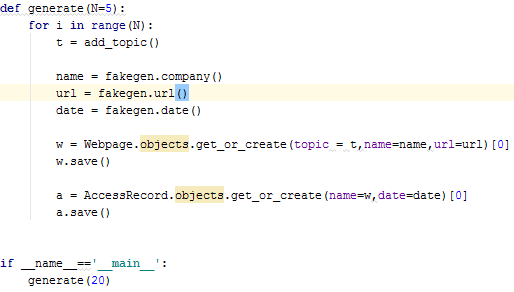 def generate(N=5):
    for i in range(N):
        t = add_topic()
        name = fakegen.company()
        url = fakegen.url()
        date = fakegen.date()
        w = Webpage.objects.get_or_create(topic = t,name=name,url=url)[0]
        w.save()
        a = AccessRecord.objects.get_or_create(name=w,date=date)[0]
        a.save()
if __name__=='__main__':
    generate(20)